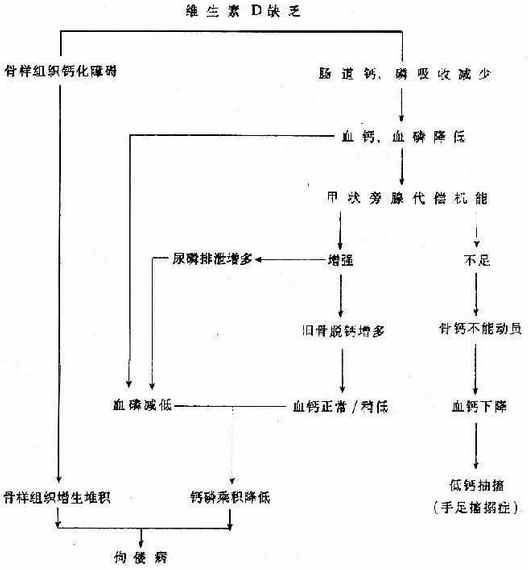 维生素D缺乏
骨样组织钙化障碍
肠道钙、磷吸收减少
血钙、血磷降低
甲状旁腺代偿机能
尿磷排泄增多
增强
不足
旧骨脱钙增多
骨钙不能动员
血磷减低
血钙正常/稍低
血钙下降
骨样组织增生堆积
钙磷乘积降低
低钙抽搐
(手足搐搦症)
佝偻病